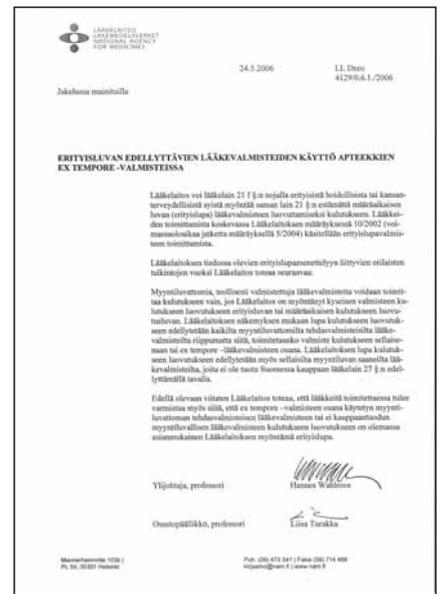 LÄÄKELAITOS
LÄKEMEDELSVERKET
NATIONAL AGENCY
FOR MEDICINES
24.5.2006
LL Dnro
4129/0.6.1./2006
Jakelussa mainituille
ERITYISLUVAN EDELLYTTÄVIEN LÄÄKEVALMISTEIDEN KÄYTTÖ APTEEKKIEN
EX TEMPORE -VALMISTEISSA
Lääkelaitos voi lääkelain 21 f §:n nojalla erityisistä hoidollisista tai kansan-
terveydellisistä syistä myöntää saman lain 21 §:n estämättä määräaikaisen
luvan (erityislupa) lääkevalmisteen luovuttamiseksi kulutukseen. Lääkkei-
den toimittamista koskevassa Lääkelaitoksen määräyksessä 10/2002 (voi-
massaoloaikaa jatkettu määräyksellä 5/2004) käsitellään erityislupavalmis-
teen toimittamista.
Lääkelaitoksen tiedossa olevien erityislupamenettelyyn liittyvien erilaisten
tulkintojen vuoksi Lääkelaitos toteaa seuraavaa:
Myyntiluvattomia, teollisesti valmistettuja lääkevalmisteita voidaan toimit-
taa kulutukseen vain, jos Lääkelaitos on myöntänyt kyseisen valmisteen ku-
lutukseen luovutukseen erityisluvan tai määräaikaisen kulutukseen luovu-
tusluvan. Lääkelaitoksen näkemyksen mukaan lupa kulutukseen luovutuk-
seen edellytetään kaikilta myyntiluvattomilta tehdasvalmisteisilta lääke-
valmisteilta riippumatta siitä, toimitetaanko valmiste kulutukseen sellaise-
naan tai ex tempore –lääkevalmisteen osana. Lääkelaitoksen lupa kulutuk-
seen luovutukseen edellytetään myös sellaisilta myyntiluvan saaneilta lää-
kevalmisteilta, joita ei ole tuotu Suomessa kauppaan lääkelain 27 §:n edel-
lyttämällä tavalla.
Edellä olevaan viitaten Lääkelaitos toteaa, että lääkkeitä toimitettaessa tulee
varmistua myös siitä, että ex tempore –valmisteen osana käytetyn myynti-
luvattoman tehdasvalmisteisen lääkevalmisteen tai ei kauppaantuodun
myyntiluvallisen lääkevalmisteen kulutukseen luovutukseen on olemassa
asianmukainen Lääkelaitoksen myöntämä erityislupa.
Ylijohtaja, professori
Hannes Wahlroos
Osastopäällikkö, professori
Liisa Turakka
Mannerheimintie 103b |
PL 55, 00301 Helsinki
Puh. (09) 473 341 | Faksi (09) 714 469
kirjaamo@nam.fi | www.nam.fi